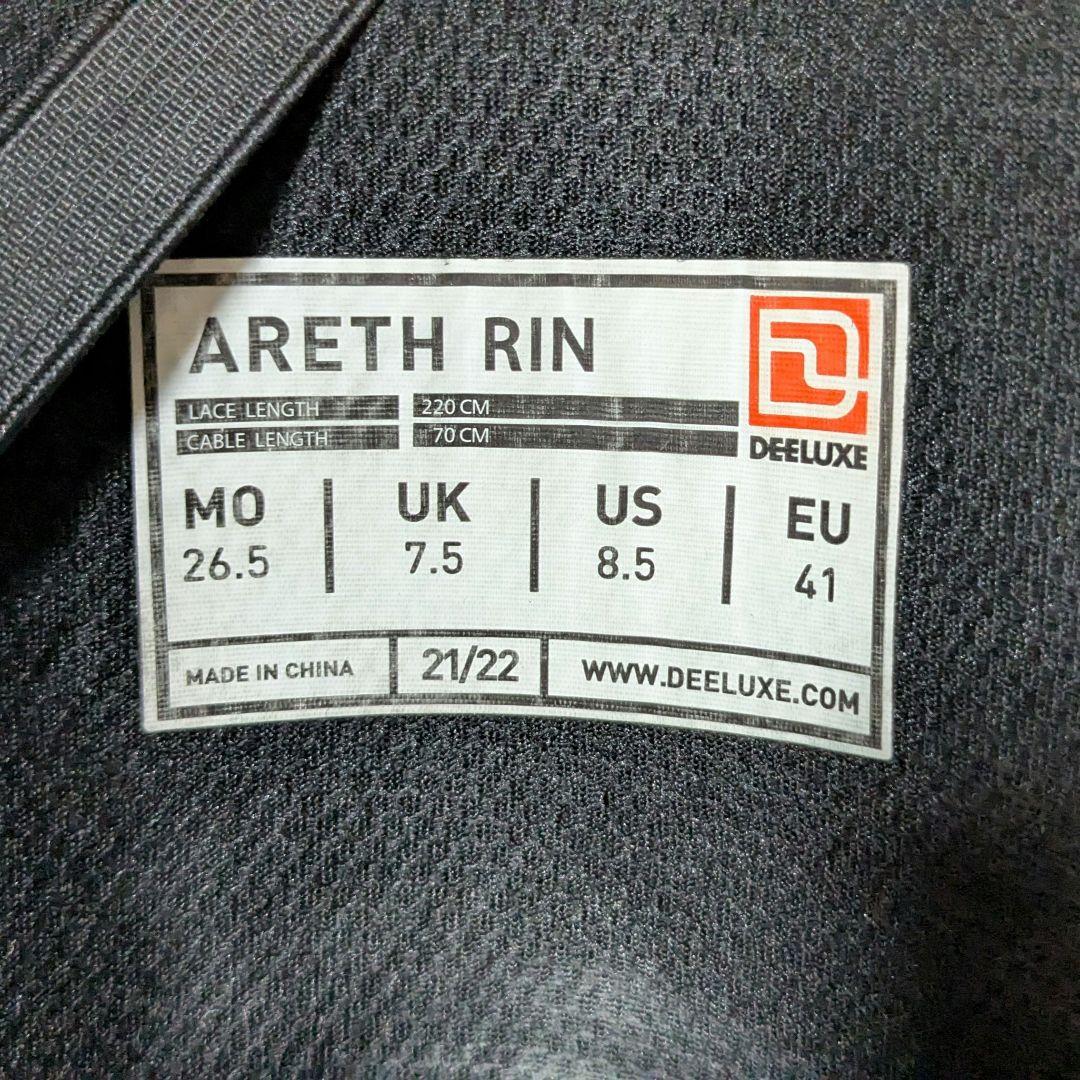 ARETH RIN
LACE LENGTH 220 CM
CABLE LENGTH 70 CM
DEELUXE
MO UK US EU
26.5 7.5 8.5 41
MADE IN CHINA 21/22 WWW.DEELUXE.COM